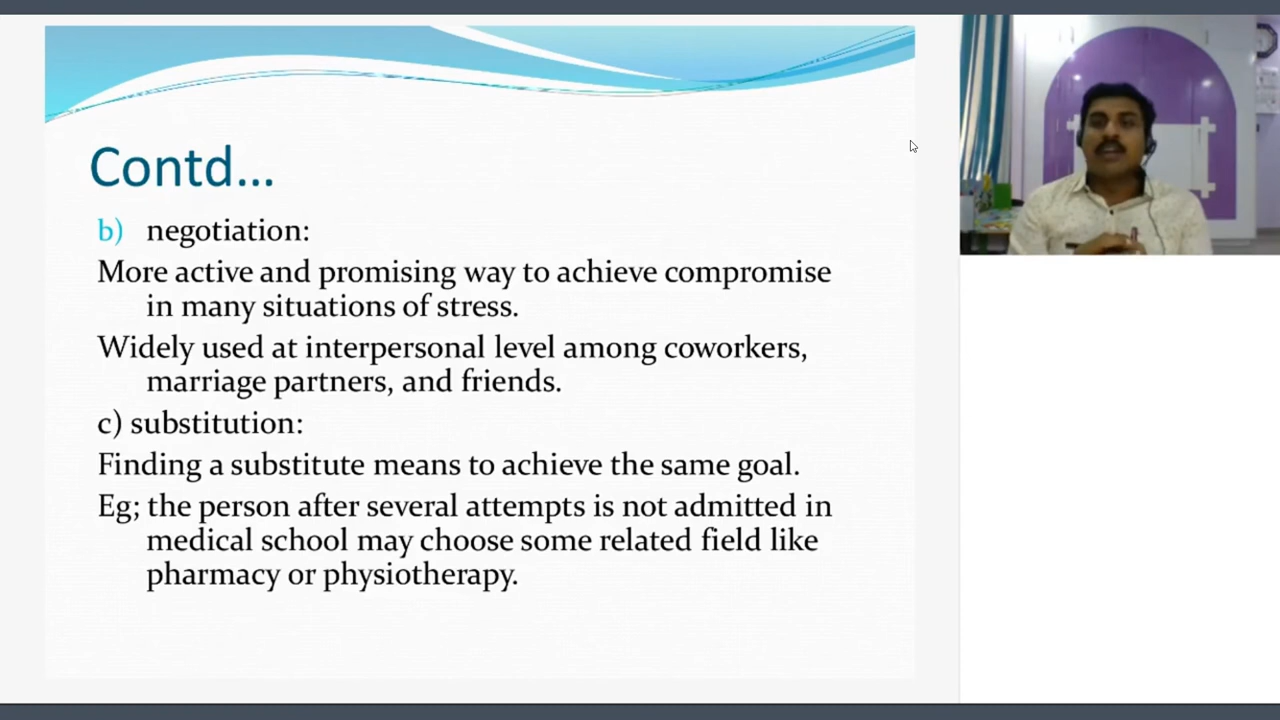 Contd...
b) negotiation:
More active and promising way to achieve compromise
in many situations of stress.
Widely used at interpersonal level among coworkers,
marriage partners, and friends.
c) substitution:
Finding a substitute means to achieve the same goal.
Eg; the person after several attempts is not admitted in
medical school may choose some related field like
pharmacy or physiotherapy.